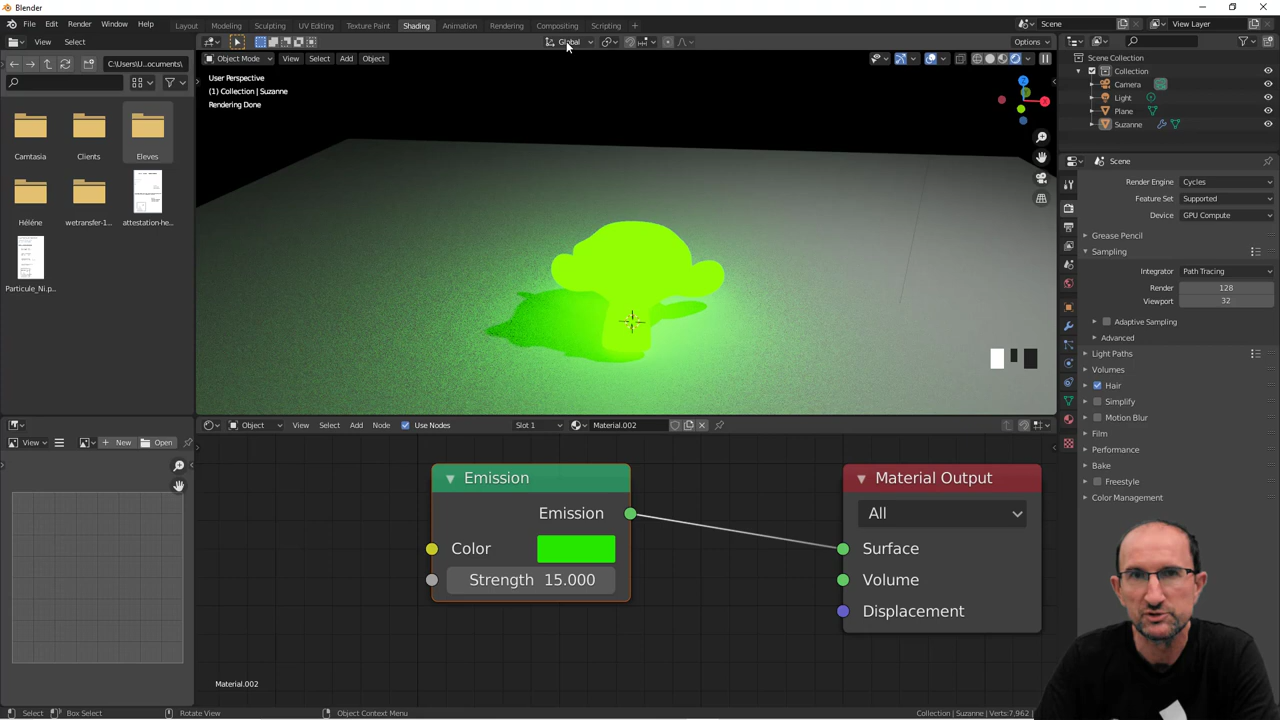 Blender
File Edit Render Window Help Layout Modeling Sculpting UV Editing Texture Paint Shading Animation Rendering Compositing Scripting + Scene View Layer
View Select Global Options
C:\Users\U...ocuments\ Object Mode View Select Add Object
User Perspective
(1) Collection | Suzanne
Rendering Done
Z
X
Camtasia Clients Eleves
Héléne wetransfer-1... attestation-he...
Particule_Ni.p...
Scene Collection
Collection
Camera
Light
Plane
Suzanne
Scene
Render Engine Cycles
Feature Set Supported
Device GPU Compute
Grease Pencil
Sampling
Integrator Path Tracing
Render 128
Viewport 32
Adaptive Sampling
Advanced
Light Paths
Volumes
Hair
Simplify
Motion Blur
Film
Performance
Bake
Freestyle
Color Management
View New Open
Object View Select Add Node Use Nodes Slot 1 Material.002
Emission
Emission
Color
Strength 15.000
Material Output
All
Surface
Volume
Displacement
Material.002
Select Box Select Rotate View Object Context Menu Collection | Suzanne | Verts:7,962 |